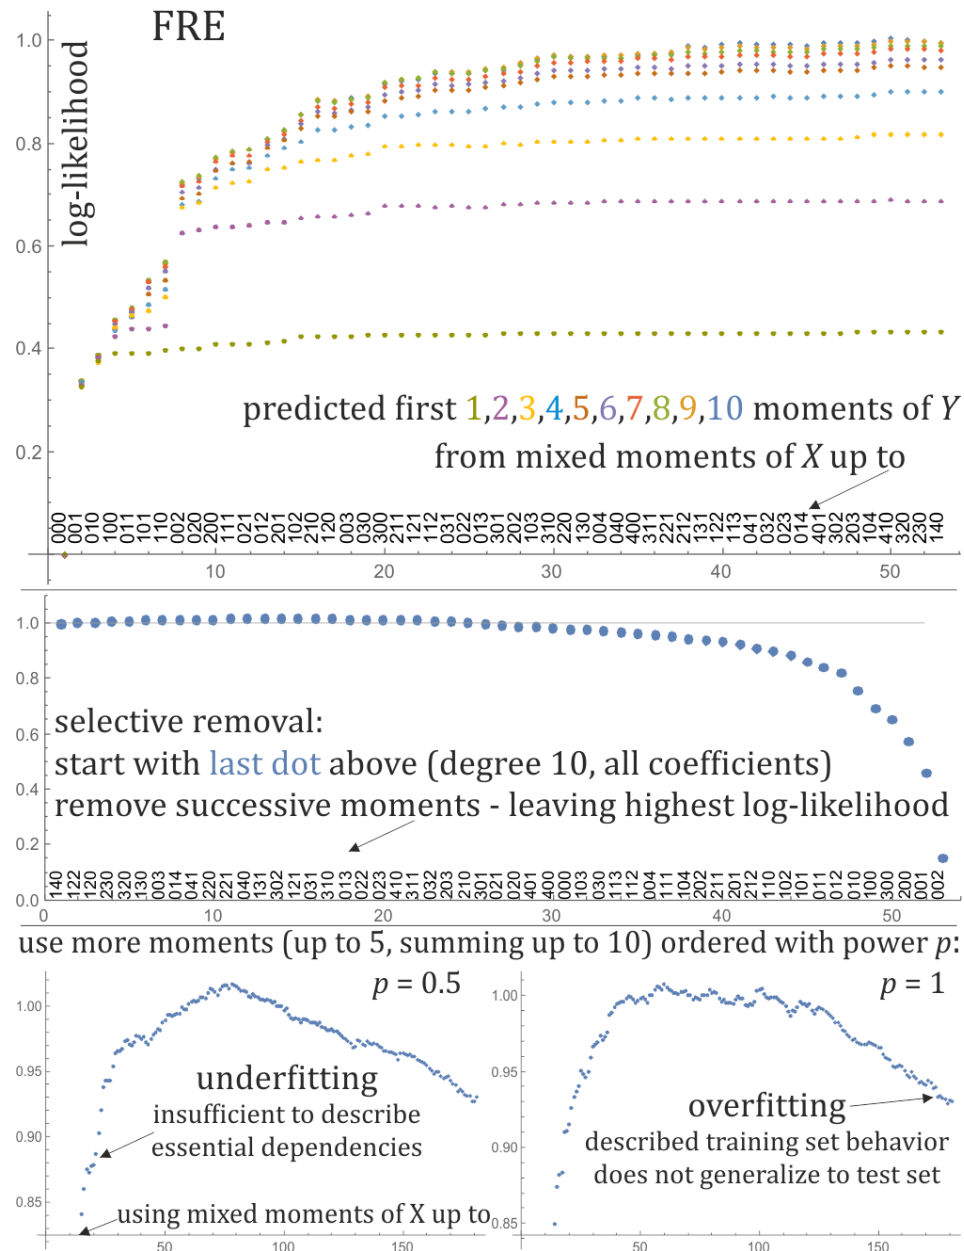 FRE
log-likelihood
1.0
0.8
0.6
0.4
0.2
predicted first 1,2,3,4,5,6,7,8,9,10 moments of Y
from mixed moments of X up to
000 001 010 100 011 101 110 002 020 200 111 021 012 201 102 210 120 003 030 300 211 121 112 031 022 013 301 202 103 310 220 130 004 040 400 311 221 212 131 122 113 041 032 023 014 401 302 203 104 410 320 230 140
10 20 30 40 50
1.0
0.8
0.6
0.4
0.2
0.0
selective removal:
start with last dot above (degree 10, all coefficients)
remove successive moments - leaving highest log-likelihood
140 122 120 230 320 130 003 014 041 220 221 040 131 302 121 031 310 013 022 023 410 311 032 203 210 301 021 020 401 400 000 103 030 113 112 004 111 104 202 211 201 212 110 102 101 011 012 010 100 300 200 001 002
0 10 20 30 40 50
use more moments (up to 5, summing up to 10) ordered with power p:
p = 0.5
1.00
0.95
0.90
0.85
underfitting
insufficient to describe
essential dependencies
using mixed moments of X up to
50 100 150
p = 1
1.00
0.95
0.90
0.85
overfitting
described training set behavior
does not generalize to test set
50 100 150